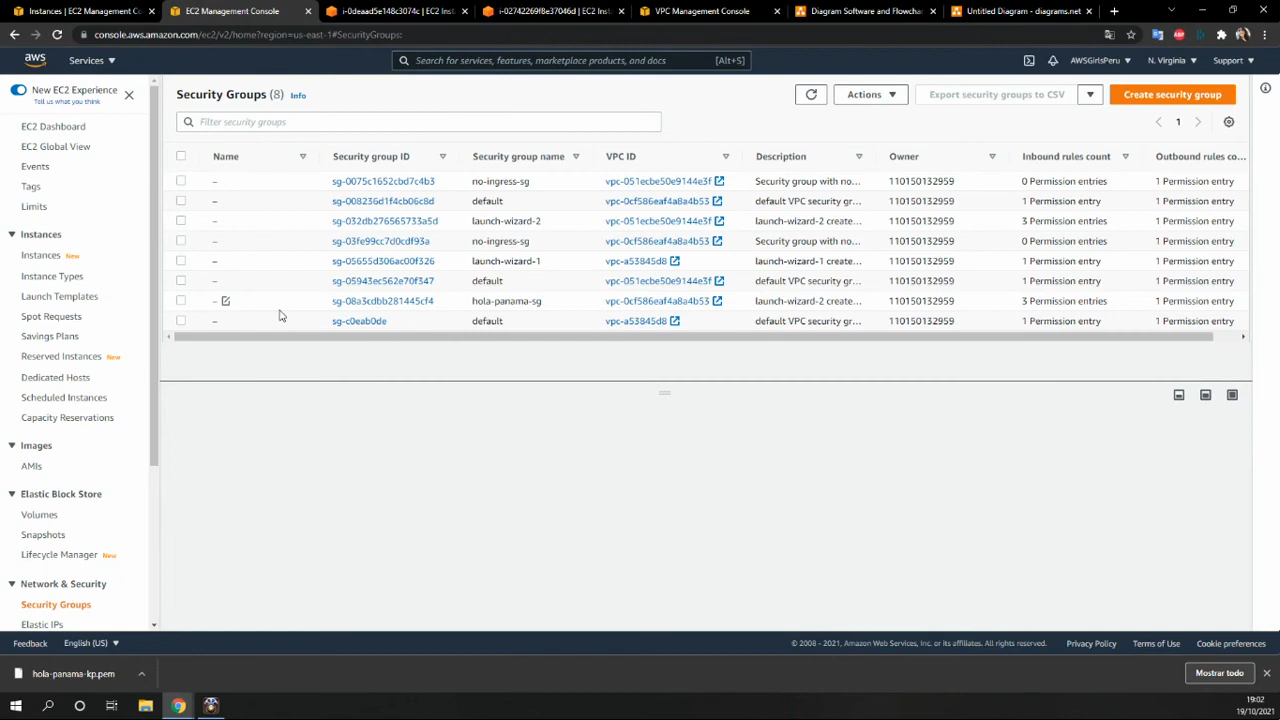 Instances | EC2 Management Co
EC2 Management Console
i-0deaad5e148c3074c | EC2 Inst
i-02742269f8e37046d | EC2 Inst
VPC Management Console
Diagram Software and Flowchar
Untitled Diagram - diagrams.net
console.aws.amazon.com/ec2/v2/home?region=us-east-1#SecurityGroups:
aws
Services
Search for services, features, marketplace products, and docs
[Alt+S]
AWSGirlsPeru
N. Virginia
Support
New EC2 Experience
Tell us what you think
EC2 Dashboard
EC2 Global View
Events
Tags
Limits
Instances
Instances New
Instance Types
Launch Templates
Spot Requests
Savings Plans
Reserved Instances New
Dedicated Hosts
Scheduled Instances
Capacity Reservations
Images
AMIs
Elastic Block Store
Volumes
Snapshots
Lifecycle Manager New
Network & Security
Security Groups
Elastic IPs
Security Groups (8) Info
Actions
Export security groups to CSV
Create security group
Filter security groups
1
Name Security group ID Security group name VPC ID Description Owner Inbound rules count Outbound rules co...
– sg-0075c1652cbd7c4b3 no-ingress-sg vpc-051ecbe50e9144e3f Security group with no... 110150132959 0 Permission entries 1 Permission entry
– sg-008236d1f4cb06c8d default vpc-0cf586eaf4a8a4b53 default VPC security gr... 110150132959 1 Permission entry 1 Permission entry
– sg-032db276565733a5d launch-wizard-2 vpc-051ecbe50e9144e3f launch-wizard-2 create... 110150132959 3 Permission entries 1 Permission entry
– sg-03fe99cc7d0cdf93a no-ingress-sg vpc-0cf586eaf4a8a4b53 Security group with no... 110150132959 0 Permission entries 1 Permission entry
– sg-05655d306ac00f326 launch-wizard-1 vpc-a53845d8 launch-wizard-1 create... 110150132959 1 Permission entry 1 Permission entry
– sg-05943ec562e70f347 default vpc-051ecbe50e9144e3f default VPC security gr... 110150132959 1 Permission entry 1 Permission entry
– sg-08a3cdbb281445cf4 hola-panama-sg vpc-0cf586eaf4a8a4b53 launch-wizard-2 create... 110150132959 3 Permission entries 1 Permission entry
– sg-c0eab0de default vpc-a53845d8 default VPC security gr... 110150132959 1 Permission entry 1 Permission entry
Feedback
English (US)
© 2008 - 2021, Amazon Web Services, Inc. or its affiliates. All rights reserved.
Privacy Policy
Terms of Use
Cookie preferences
hola-panama-kp.pem
Mostrar todo
19:02
19/10/2021